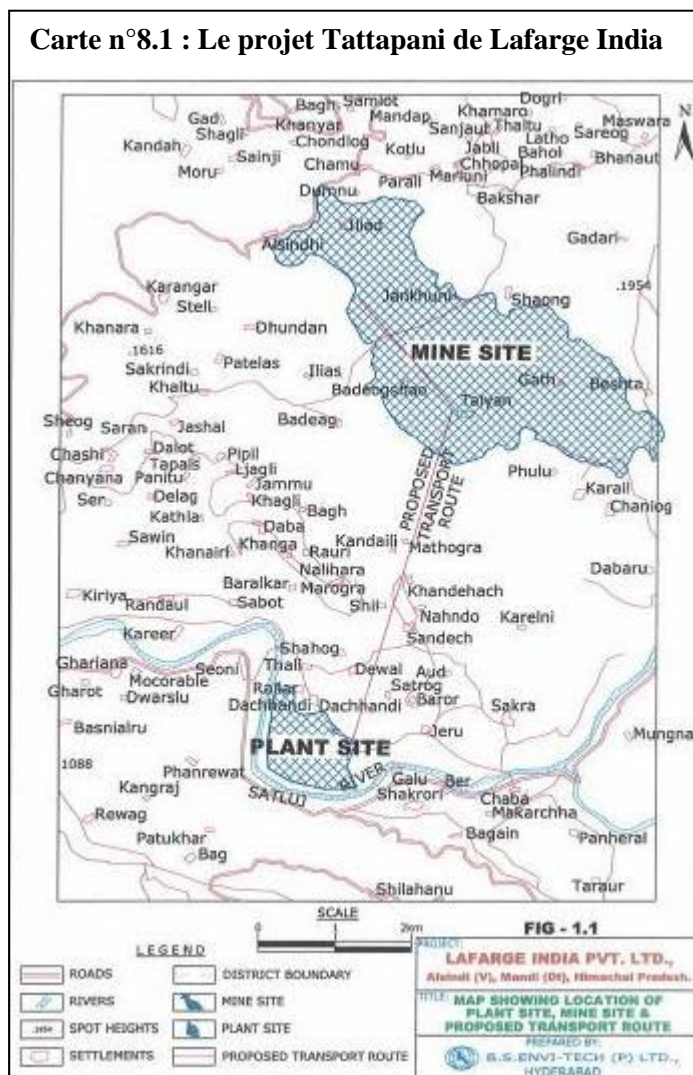 Carte n°8.1 : Le projet Tattapani de Lafarge India
Bagh Samlot Dogri
Gad Khanyar Mandap Khamaro
Shagli Sanjaut Thaltu Maswara
Kandah Chondlog Kotlu Jabli Latho Sareog
Sainji Chamu Chhopal Bahol Bhanaut
Moru Parali Mariuni Phalindi
Dumnu Bakshar
N
Jliad
Alsindhi Gadari
.1954
Karangar Jankhuni Shaong
Stell
Khanara Dhundan
MINE SITE
.1616 Patelas
Sakrindi Jlias Gath Beshta
Khaltu Badeogshao Talyan
Sheog Saran Jashal Badeag
Chashi Dalot Pipil
Chanyana Tapals Ljagli Phulu
Panitu Jammu Karail
Ser Delag Khagli Chanlog
Kathla Bagh
PROPOSED
TRANSPORT
ROUTE
Sawin Daba Kandaili
Khanairi Khanga Rauri Mathogra
Nalihara Dabaru
Kiriya Baralkar Marogra Khandehach
Randaul Sabot Shil Nahndo Karelni
Kareer Sandech
Shahog
Ghariana Seoni Thali Dewal Aud
Gharot Mocorable Rallar Satrog
Dwarslu Dachhandi Dachhandi Baror Sakra
Basnialru Jeru Mungna
PLANT SITE
1088 Phanrewat
SATLUJ RIVER
Galu Ber
Kangraj Shakrori Chaba
Rewag Makarchha
Patukhar Bagain Panheral
Bag
Taraur
Shilahanu
SCALE
0 1 2km
FIG - 1.1
LEGEND
ROADS DISTRICT BOUNDARY
RIVERS MINE SITE
.1954 SPOT HEIGHTS PLANT SITE
SETTLEMENTS PROPOSED TRANSPORT ROUTE
PROJECT:
LAFARGE INDIA PVT. LTD.,
Alsindi (V), Mandi (Dt), Himachal Pradesh.
TITLE: MAP SHOWING LOCATION OF
PLANT SITE, MINE SITE &
PROPOSED TRANSPORT ROUTE
PREPARED BY:
B.S.ENVI-TECH (P) LTD.,
HYDERABAD